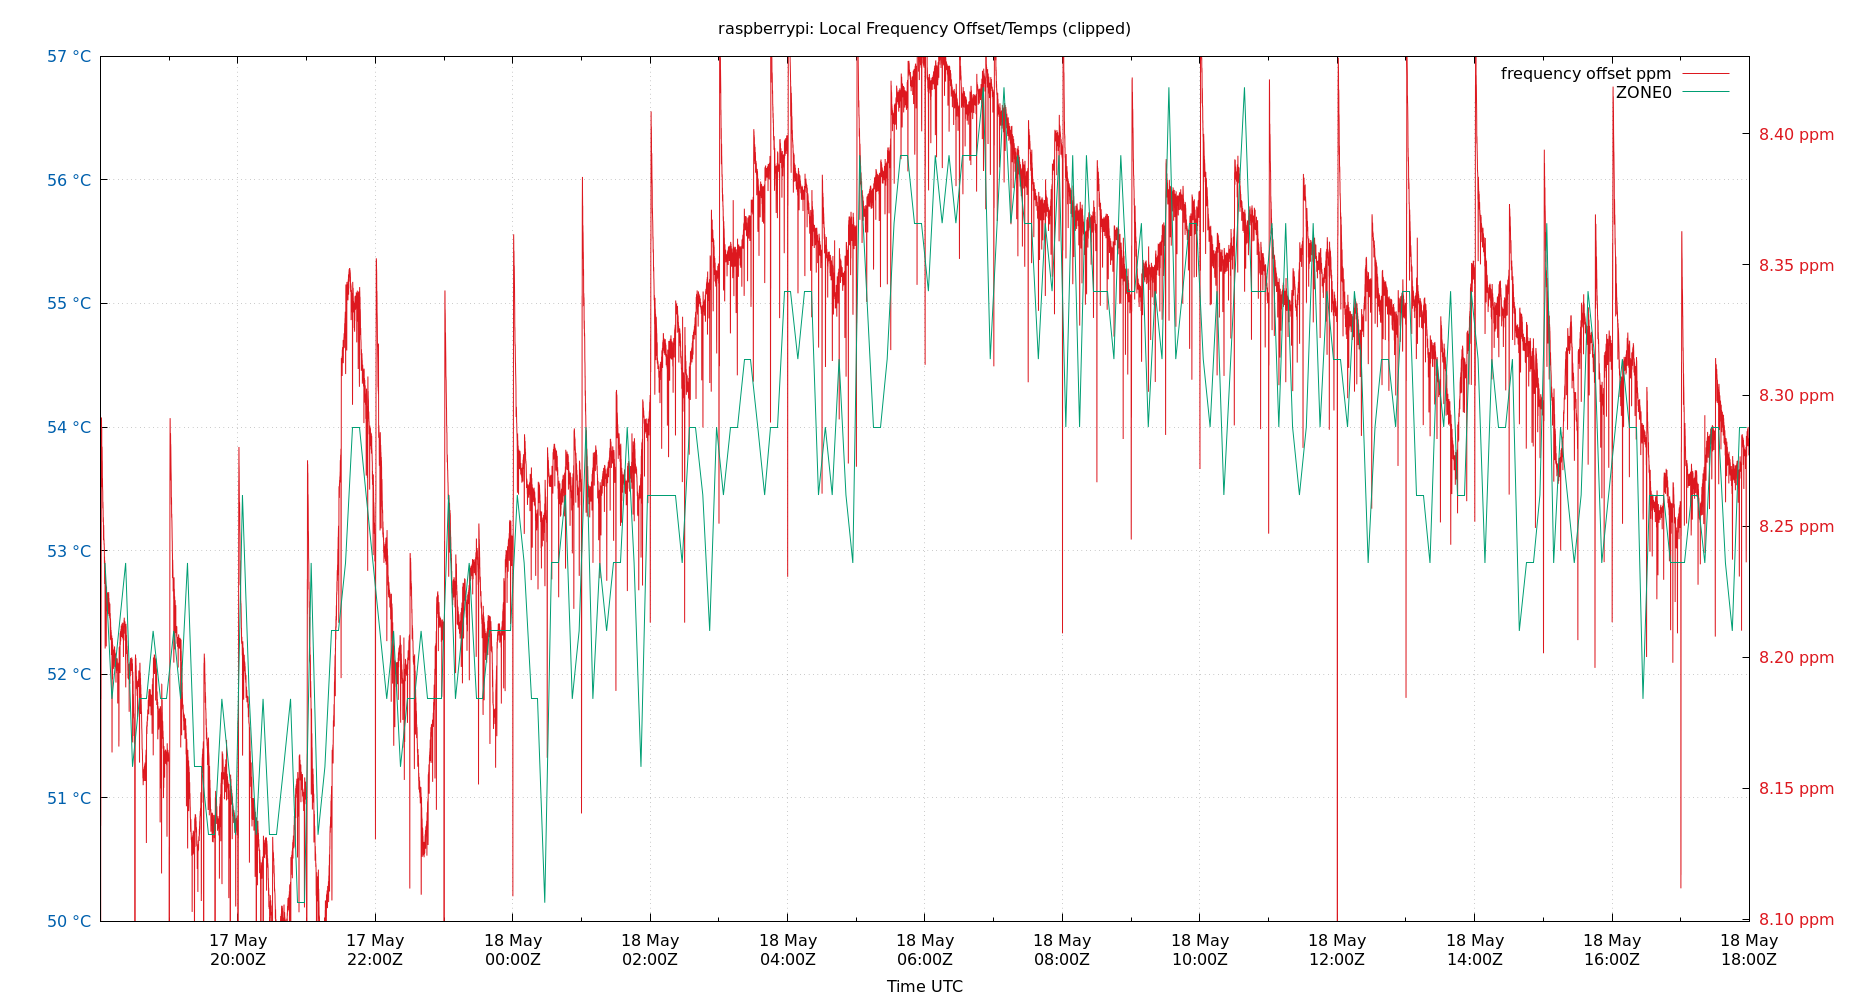 raspberrypi: Local Frequency Offset/Temps (clipped)
57 °C
56 °C
55 °C
54 °C
53 °C
52 °C
51 °C
50 °C
frequency offset ppm
ZONE0
8.40 ppm
8.35 ppm
8.30 ppm
8.25 ppm
8.20 ppm
8.15 ppm
8.10 ppm
17 May 17 May 18 May 18 May 18 May 18 May 18 May 18 May 18 May 18 May 18 May 18 May
20:00Z 22:00Z 00:00Z 02:00Z 04:00Z 06:00Z 08:00Z 10:00Z 12:00Z 14:00Z 16:00Z 18:00Z
Time UTC